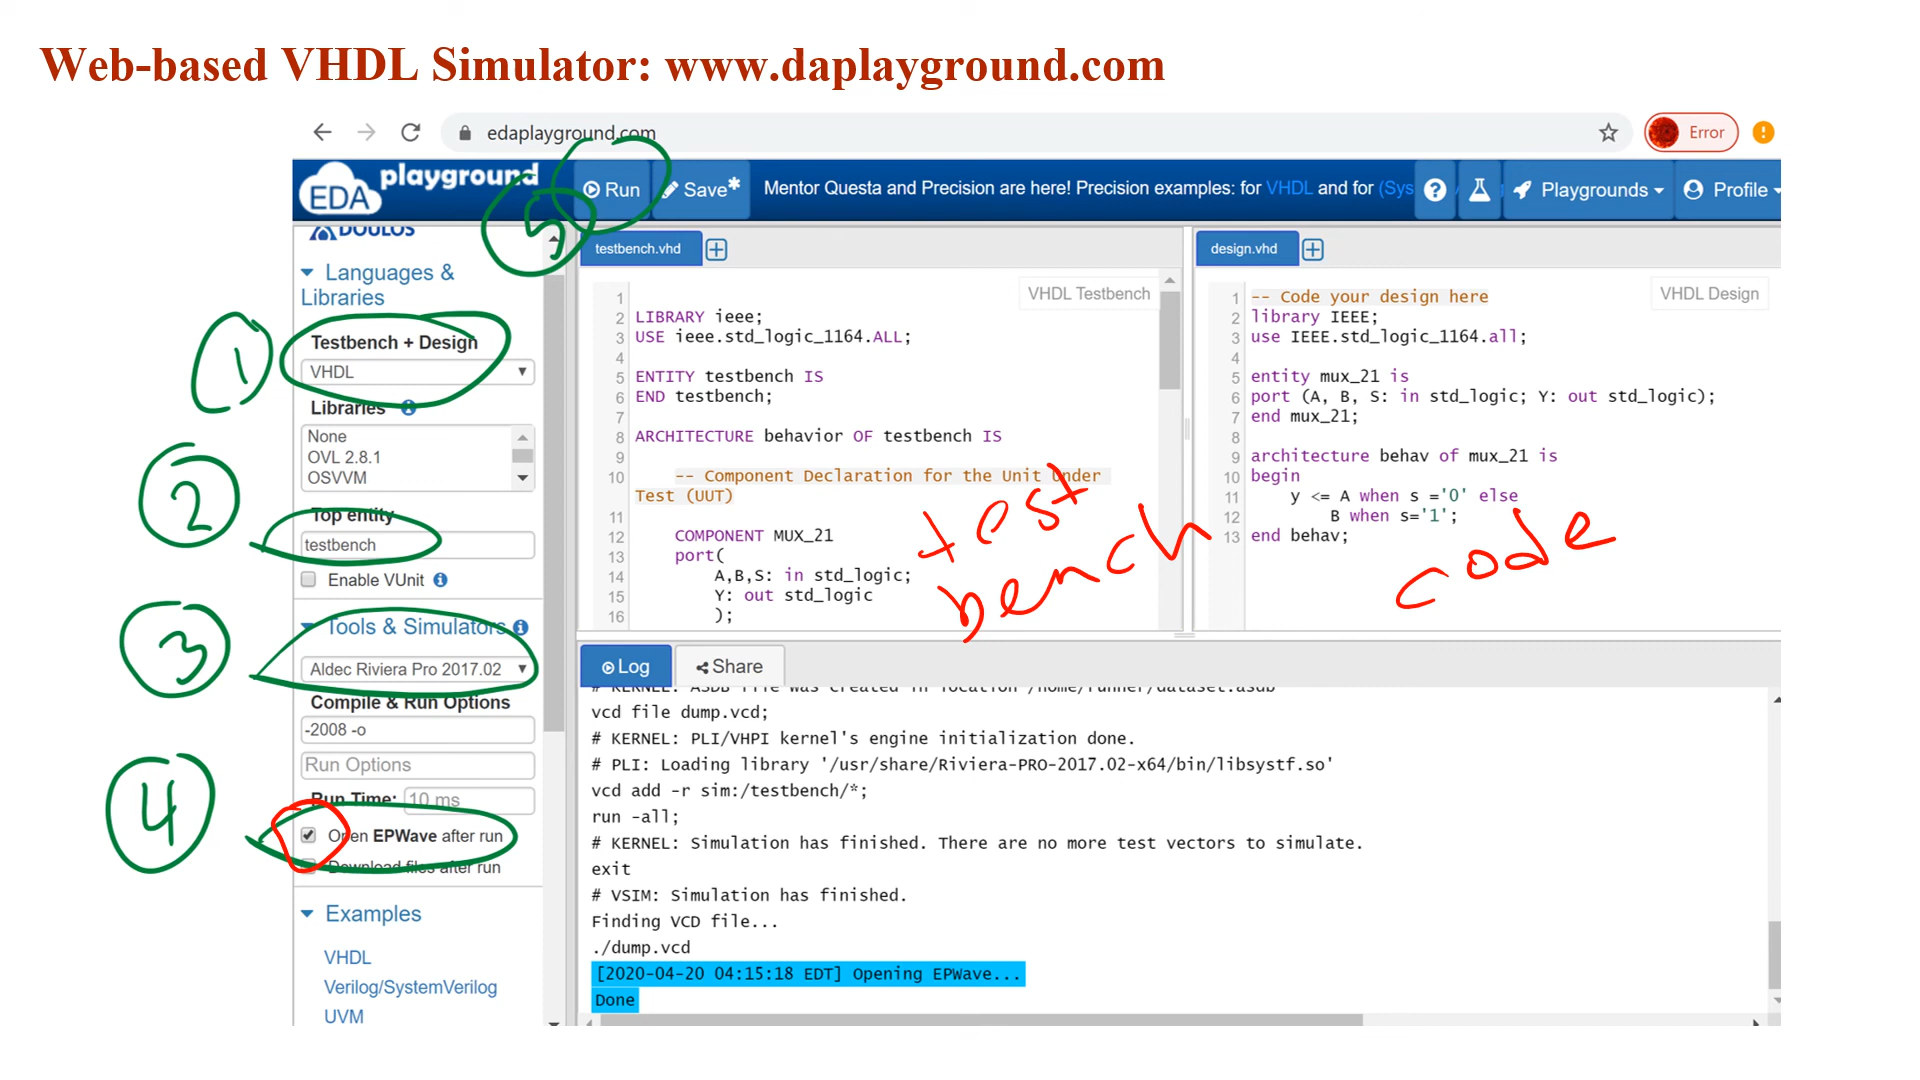 Web-based VHDL Simulator: www.daplayground.com
edaplayground.com
Error
EDA playground
Run
Save*
Mentor Questa and Precision are here! Precision examples: for VHDL and for (Sys
Playgrounds
Profile
5
DOULOS
Languages & Libraries
1
Testbench + Design
VHDL
Libraries
None
OVL 2.8.1
OSVVM
2
Top entity
testbench
Enable VUnit
3
Tools & Simulators
Aldec Riviera Pro 2017.02
Compile & Run Options
-2008 -o
Run Options
4
Run Time: 10 ms
Open EPWave after run
Download files after run
Examples
VHDL
Verilog/SystemVerilog
UVM
testbench.vhd
VHDL Testbench
1
2 LIBRARY ieee;
3 USE ieee.std_logic_1164.ALL;
4
5 ENTITY testbench IS
6 END testbench;
7
8 ARCHITECTURE behavior OF testbench IS
9
10 -- Component Declaration for the Unit Under
Test (UUT)
11
12 COMPONENT MUX_21
13 port(
14 A,B,S: in std_logic;
15 Y: out std_logic
16 );
test
bench
design.vhd
VHDL Design
1 -- Code your design here
2 library IEEE;
3 use IEEE.std_logic_1164.all;
4
5 entity mux_21 is
6 port (A, B, S: in std_logic; Y: out std_logic);
7 end mux_21;
8
9 architecture behav of mux_21 is
10 begin
11 y <= A when s ='0' else
12 B when s='1';
13 end behav;
code
Log
Share
# KERNEL: ASDB file was created in location /home/runner/dataset.asdb
vcd file dump.vcd;
# KERNEL: PLI/VHPI kernel's engine initialization done.
# PLI: Loading library '/usr/share/Riviera-PRO-2017.02-x64/bin/libsystf.so'
vcd add -r sim:/testbench/*;
run -all;
# KERNEL: Simulation has finished. There are no more test vectors to simulate.
exit
# VSIM: Simulation has finished.
Finding VCD file...
./dump.vcd
[2020-04-20 04:15:18 EDT] Opening EPWave...
Done